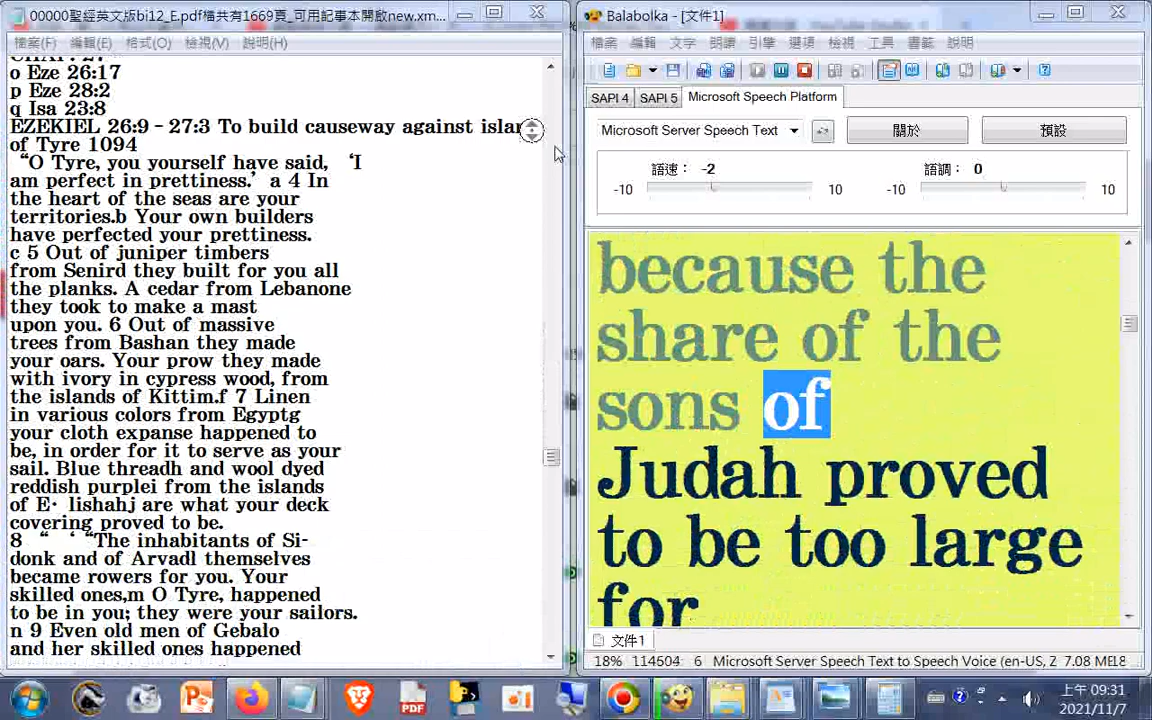 00000聖經英文版bi12_E.pdf檔共有1669頁_可用記事本開啟new.xm...
檔案(F) 編輯(E) 格式(O) 檢視(V) 說明(H)
o Eze 26:17
p Eze 28:2
q Isa 23:8
EZEKIEL 26:9–27:3 To build causeway against islan
of Tyre 1094
“O Tyre, you yourself have said, ‘I
am perfect in prettiness.’ a 4 In
the heart of the seas are your
territories.b Your own builders
have perfected your prettiness.
c 5 Out of juniper timbers
from Senird they built for you all
the planks. A cedar from Lebanone
they took to make a mast
upon you. 6 Out of massive
trees from Bashan they made
your oars. Your prow they made
with ivory in cypress wood, from
the islands of Kittim.f 7 Linen
in various colors from Egyptg
your cloth expanse happened to
be, in order for it to serve as your
sail. Blue threadh and wool dyed
reddish purplei from the islands
of E· lishahj are what your deck
covering proved to be.
8 “ ‘ “The inhabitants of Si-
donk and of Arvadl themselves
became rowers for you. Your
skilled ones,m O Tyre, happened
to be in you; they were your sailors.
n 9 Even old men of Gebalo
and her skilled ones happened
Balabolka - [文件1]
檔案 編輯 文字 朗讀 引擎 選項 檢視 工具 書籤 說明
SAPI 4 SAPI 5 Microsoft Speech Platform
Microsoft Server Speech Text 關於 預設
語速： -2 語調： 0
-10 10 -10 10
because the
share of the
sons of
Judah proved
to be too large
for
文件1
18% 114504: 6 Microsoft Server Speech Text to Speech Voice (en-US, Z 7.08 MEL8
PDF
上午 09:31
2021/11/7